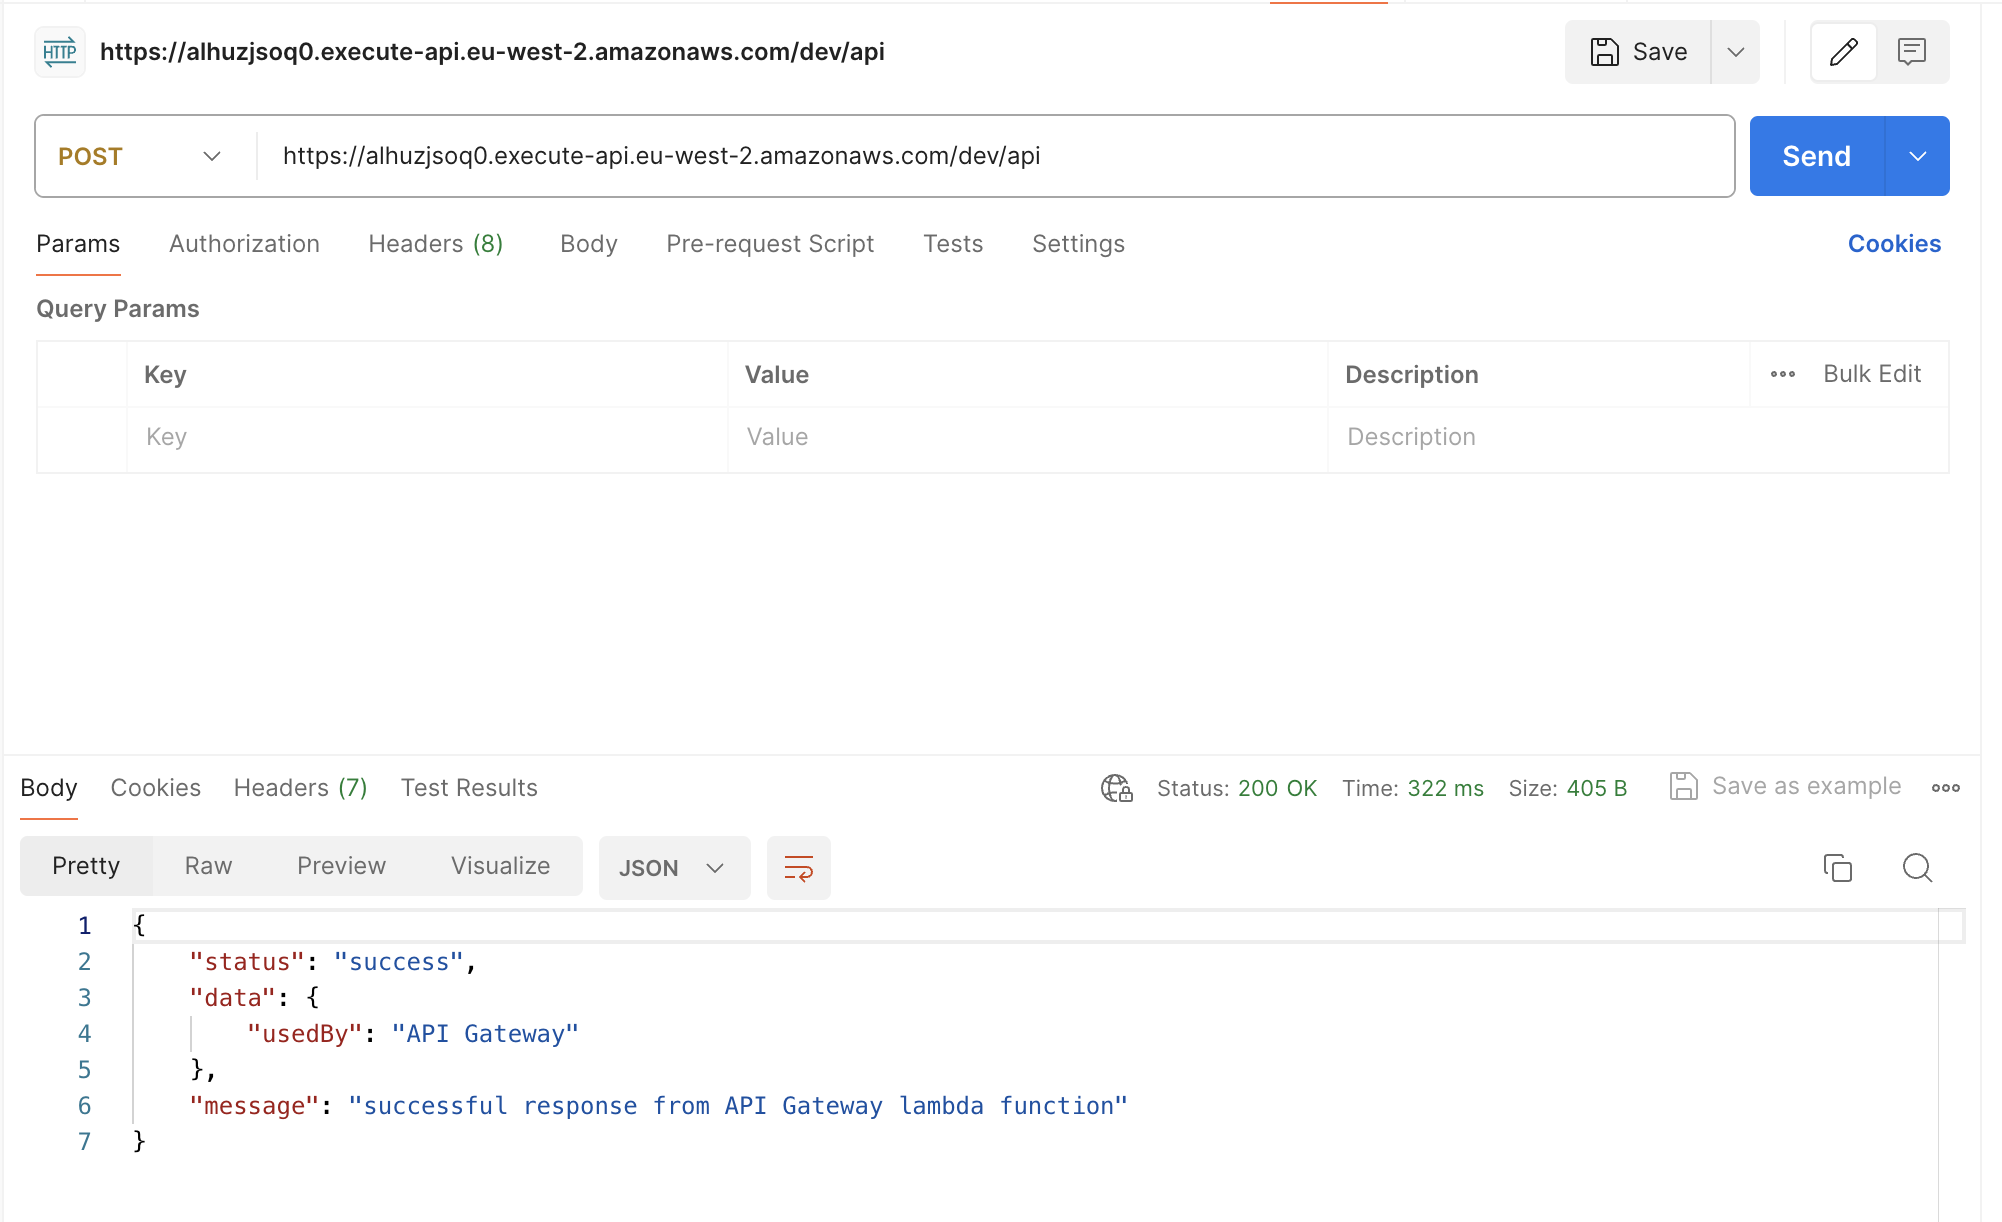 HTTP https://alhuzjsoq0.execute-api.eu-west-2.amazonaws.com/dev/api Save
POST https://alhuzjsoq0.execute-api.eu-west-2.amazonaws.com/dev/api Send
Params Authorization Headers (8) Body Pre-request Script Tests Settings Cookies
Query Params
Key Value Description Bulk Edit
Key Value Description
Body Cookies Headers (7) Test Results Status: 200 OK Time: 322 ms Size: 405 B Save as example
Pretty Raw Preview Visualize JSON
1 {
2 "status": "success",
3 "data": {
4 "usedBy": "API Gateway"
5 },
6 "message": "successful response from API Gateway lambda function"
7 }